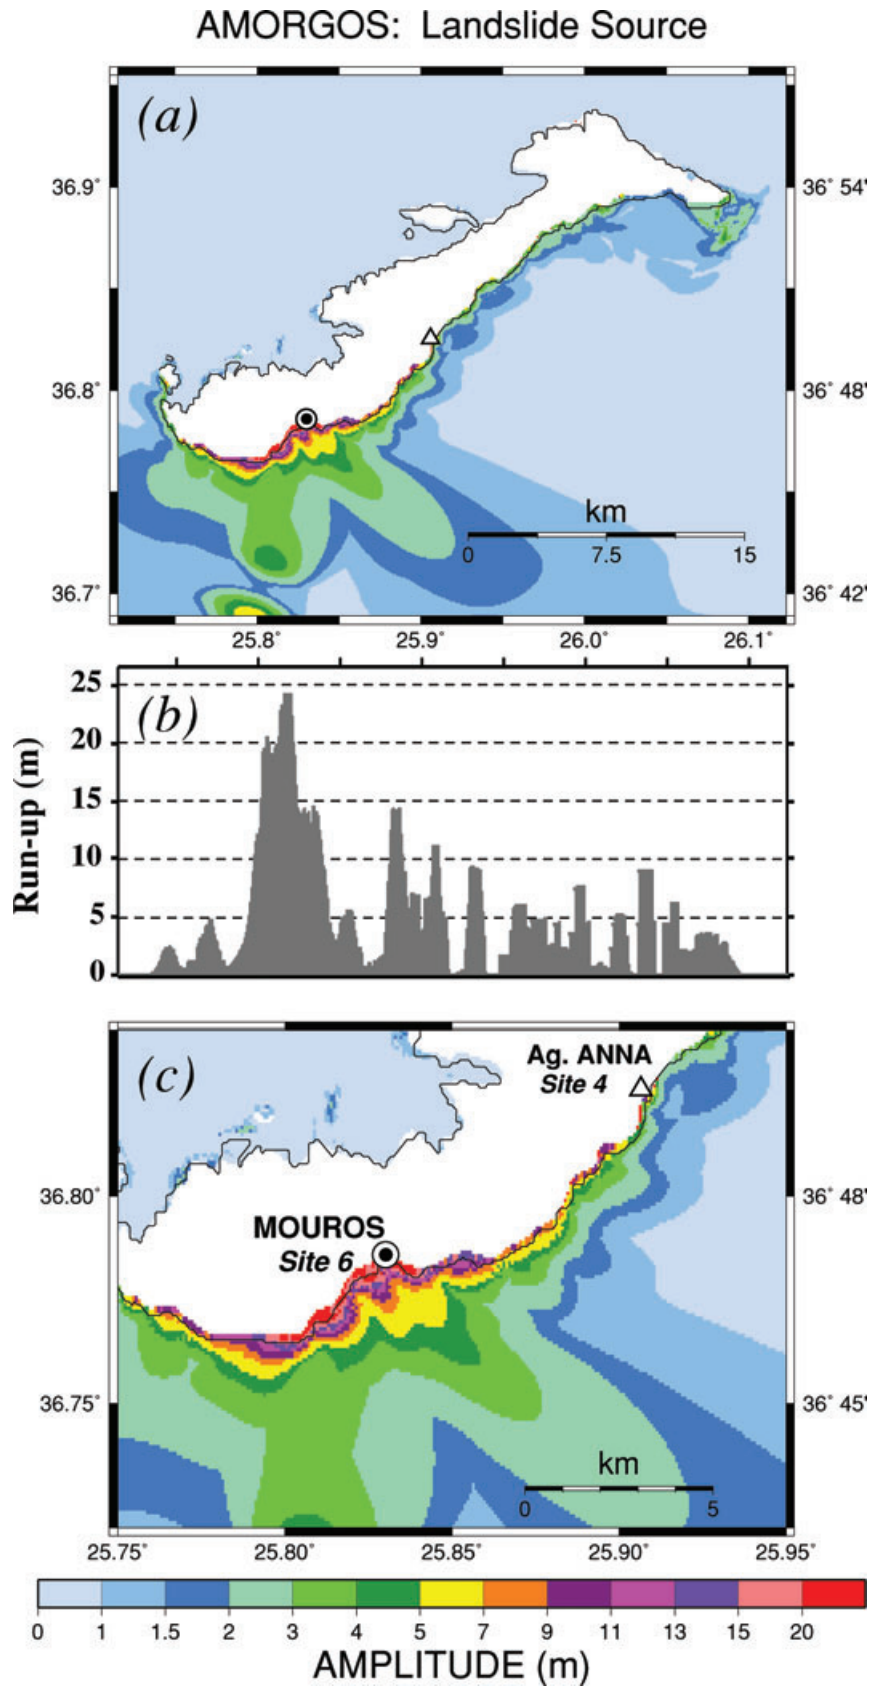 AMORGOS: Landslide Source
(a)
36.9°
36° 54'
36.8°
36° 48'
km
0 7.5 15
36.7°
36° 42'
25.8° 25.9° 26.0° 26.1°
(b)
Run-up (m)
25
20
15
10
5
0
(c)
Ag. ANNA
Site 4
36.80°
36° 48'
MOUROS
Site 6
36.75°
36° 45'
km
0 5
25.75° 25.80° 25.85° 25.90° 25.95°
0 1 1.5 2 3 4 5 7 9 11 13 15 20
AMPLITUDE (m)